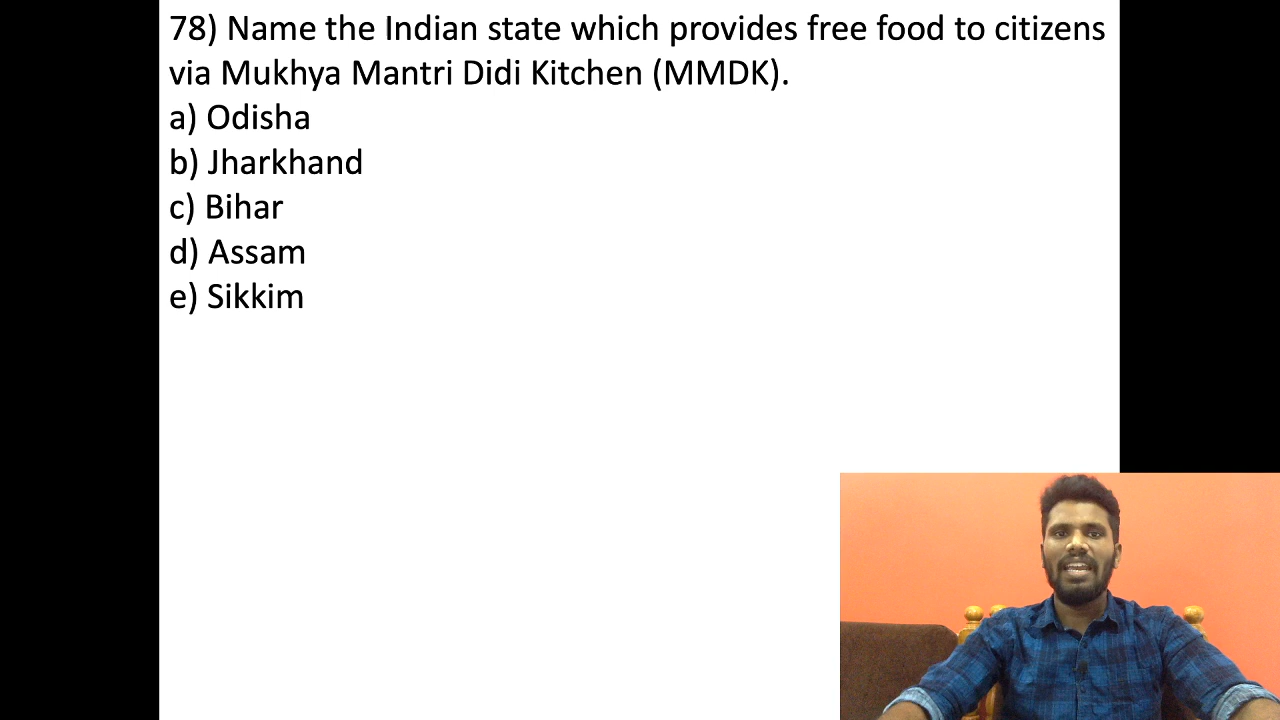 78) Name the Indian state which provides free food to citizens
via Mukhya Mantri Didi Kitchen (MMDK).
a) Odisha
b) Jharkhand
c) Bihar
d) Assam
e) Sikkim